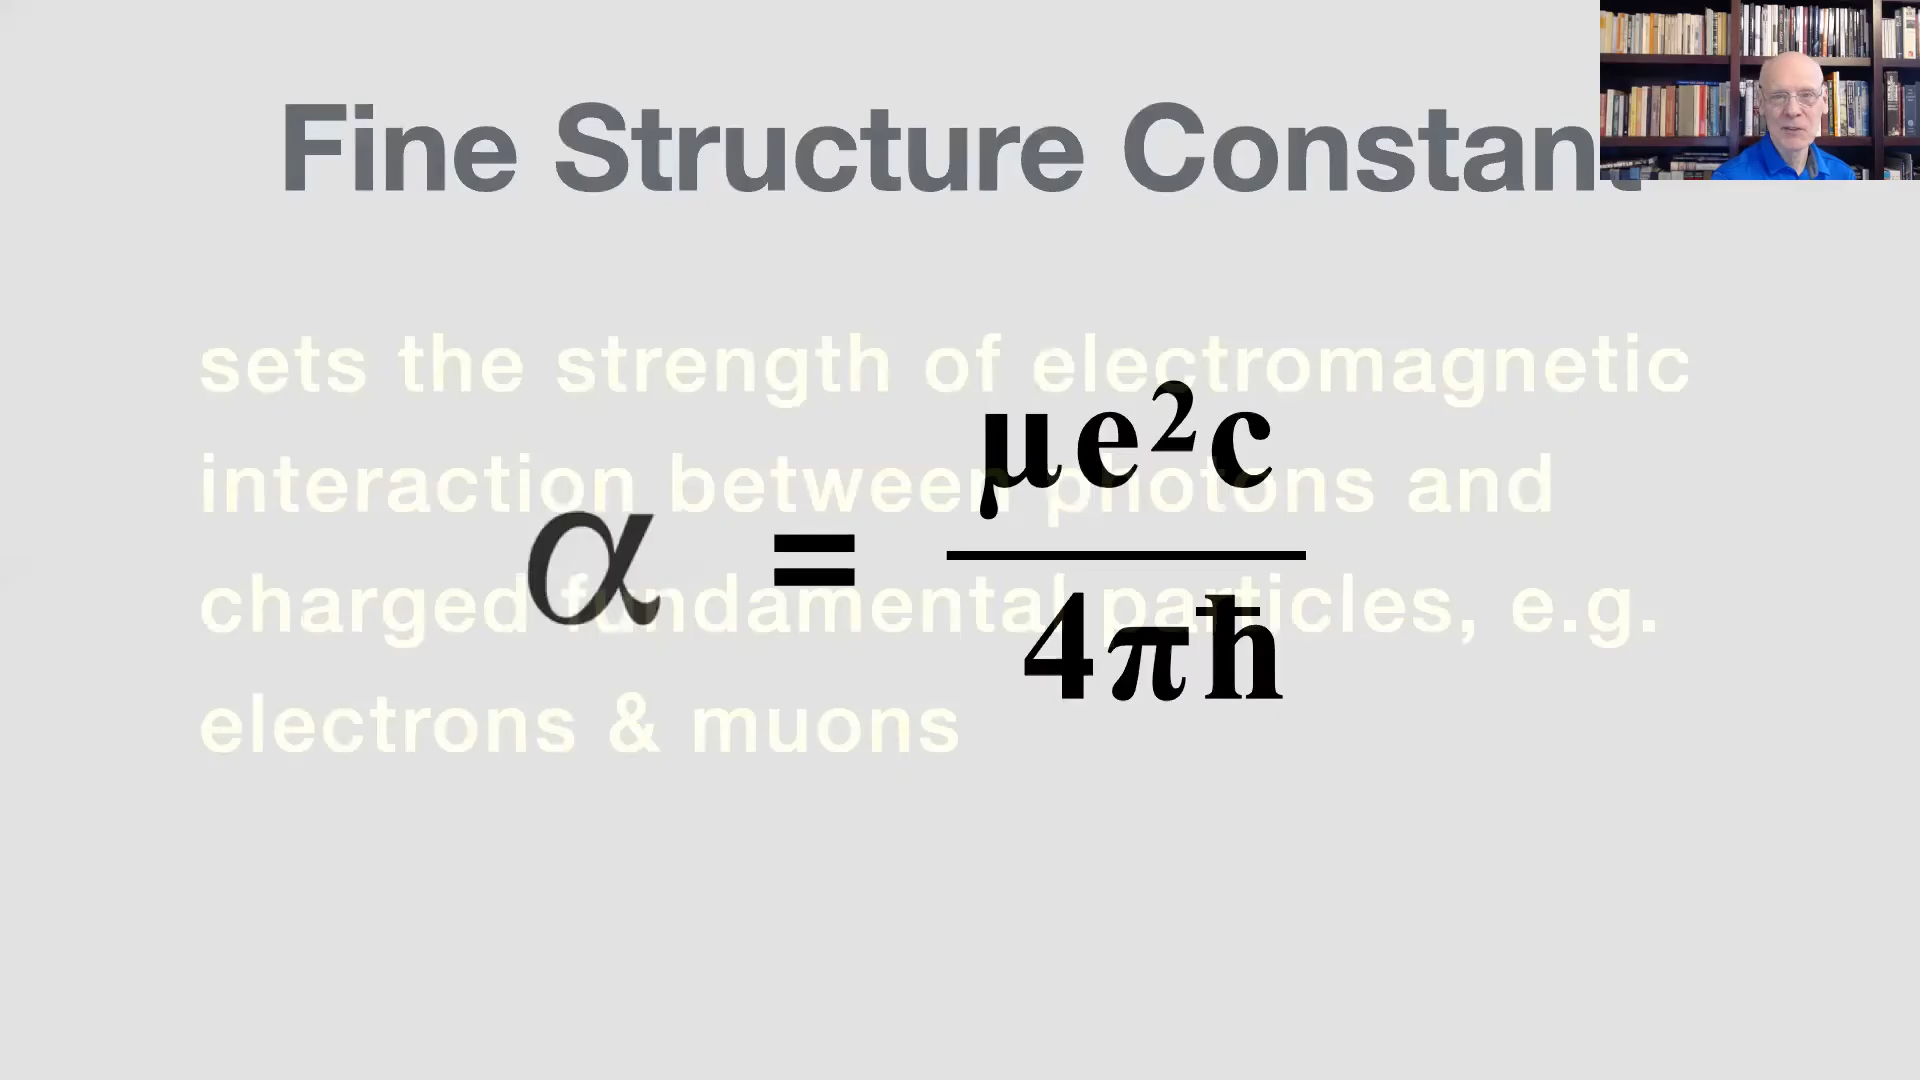 Fine Structure Constant
sets the strength of electromagnetic
interaction between photons and
charged fundamental particles, e.g.
electrons & muons
α = μe²c
4πħ